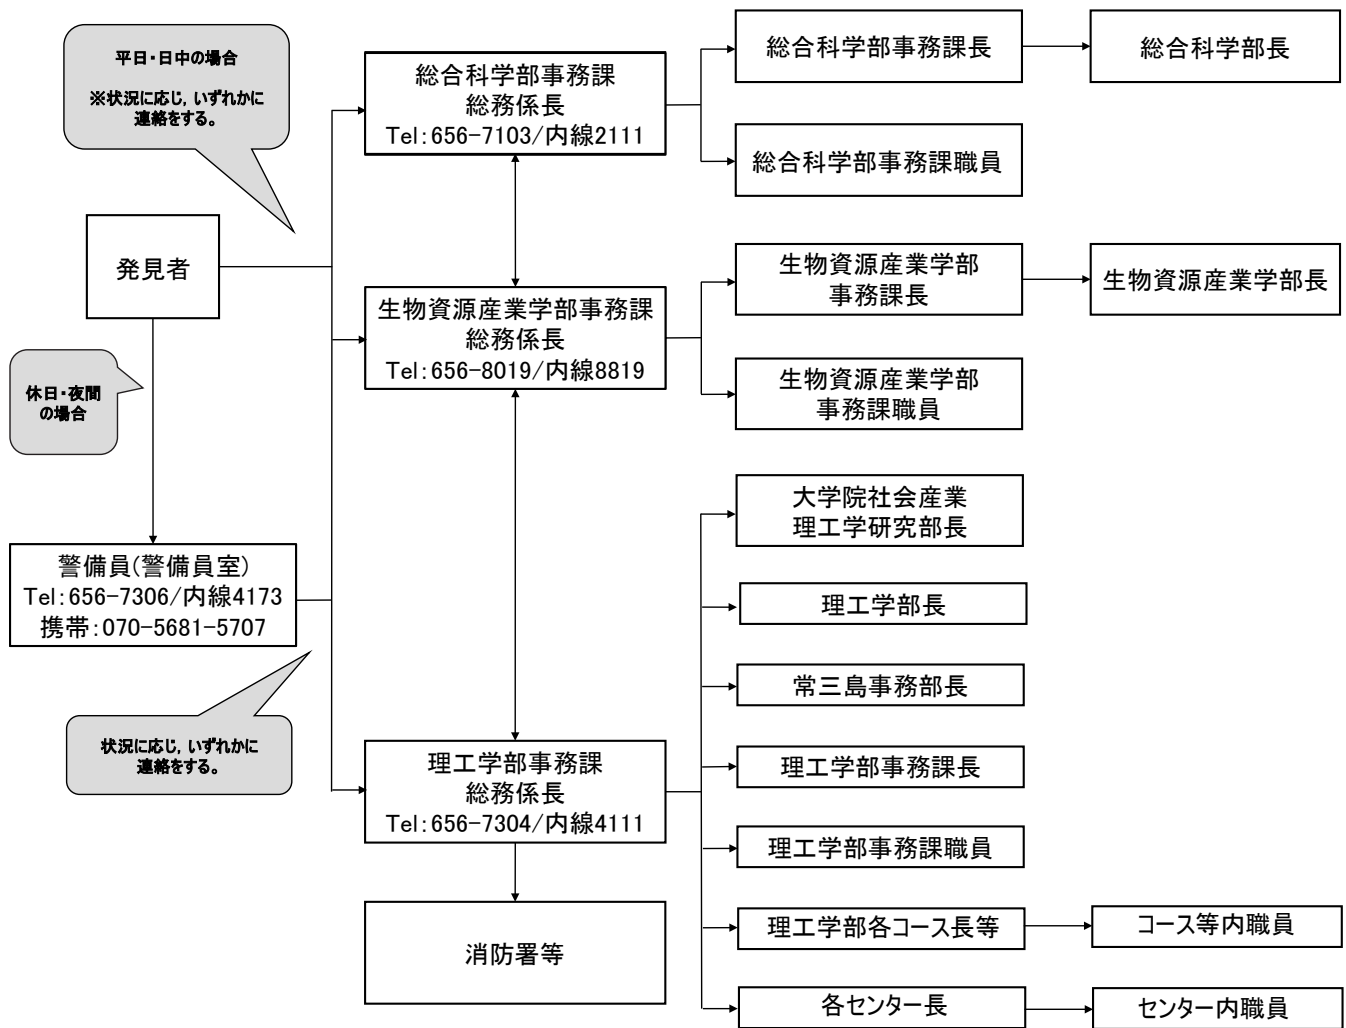 平日・日中の場合
※状況に応じ，いずれかに
連絡をする。
発見者
休日・夜間
の場合
警備員(警備員室)
Tel：656-7306/内線4173
携帯：070-5681-5707
状況に応じ，いずれかに
連絡をする。
総合科学部事務課
総務係長
Tel：656-7103/内線2111
生物資源産業学部事務課
総務係長
Tel：656-8019/内線8819
理工学部事務課
総務係長
Tel：656-7304/内線4111
消防署等
総合科学部事務課長
総合科学部長
総合科学部事務課職員
生物資源産業学部
事務課長
生物資源産業学部長
生物資源産業学部
事務課職員
大学院社会産業
理工学研究部長
理工学部長
常三島事務部長
理工学部事務課長
理工学部事務課職員
理工学部各コース長等
コース等内職員
各センター長
センター内職員